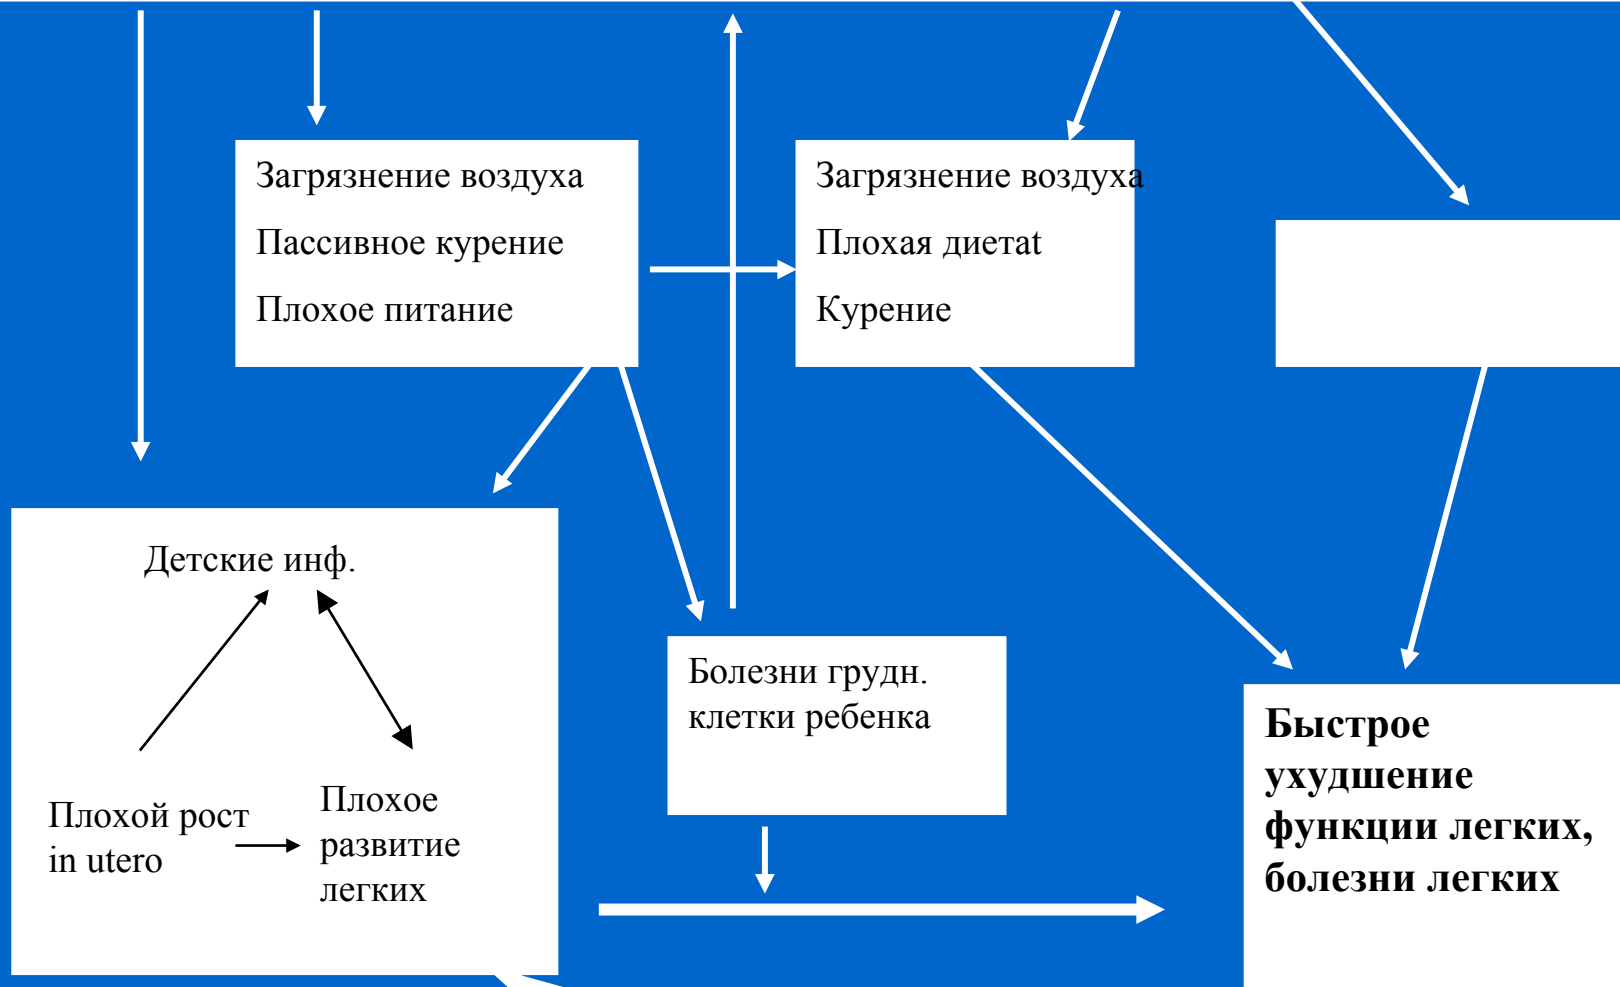 Загрязнение воздуха
Пассивное курение
Плохое питание
Загрязнение воздуха
Плохая диетаt
Курение
Детские инф.
Плохой рост
in utero
Плохое
развитие
легких
Болезни грудн.
клетки ребенка
Быстрое
ухудшение
функции легких,
болезни легких